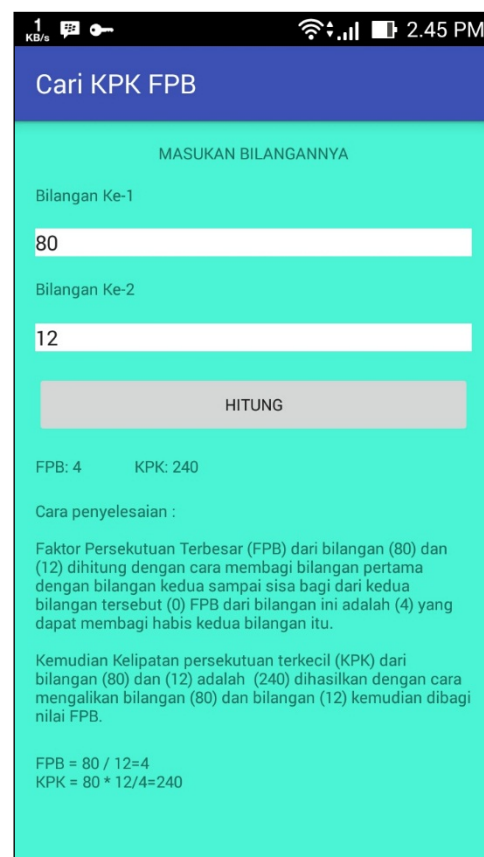 1
KB/s
2.45 PM
Cari KPK FPB
MASUKAN BILANGANNYA
Bilangan Ke-1
80
Bilangan Ke-2
12
HITUNG
FPB: 4 KPK: 240
Cara penyelesaian :
Faktor Persekutuan Terbesar (FPB) dari bilangan (80) dan
(12) dihitung dengan cara membagi bilangan pertama
dengan bilangan kedua sampai sisa bagi dari kedua
bilangan tersebut (0) FPB dari bilangan ini adalah (4) yang
dapat membagi habis kedua bilangan itu.
Kemudian Kelipatan persekutuan terkecil (KPK) dari
bilangan (80) dan (12) adalah (240) dihasilkan dengan cara
mengalikan bilangan (80) dan bilangan (12) kemudian dibagi
nilai FPB.
FPB = 80 / 12=4
KPK = 80 * 12/4=240